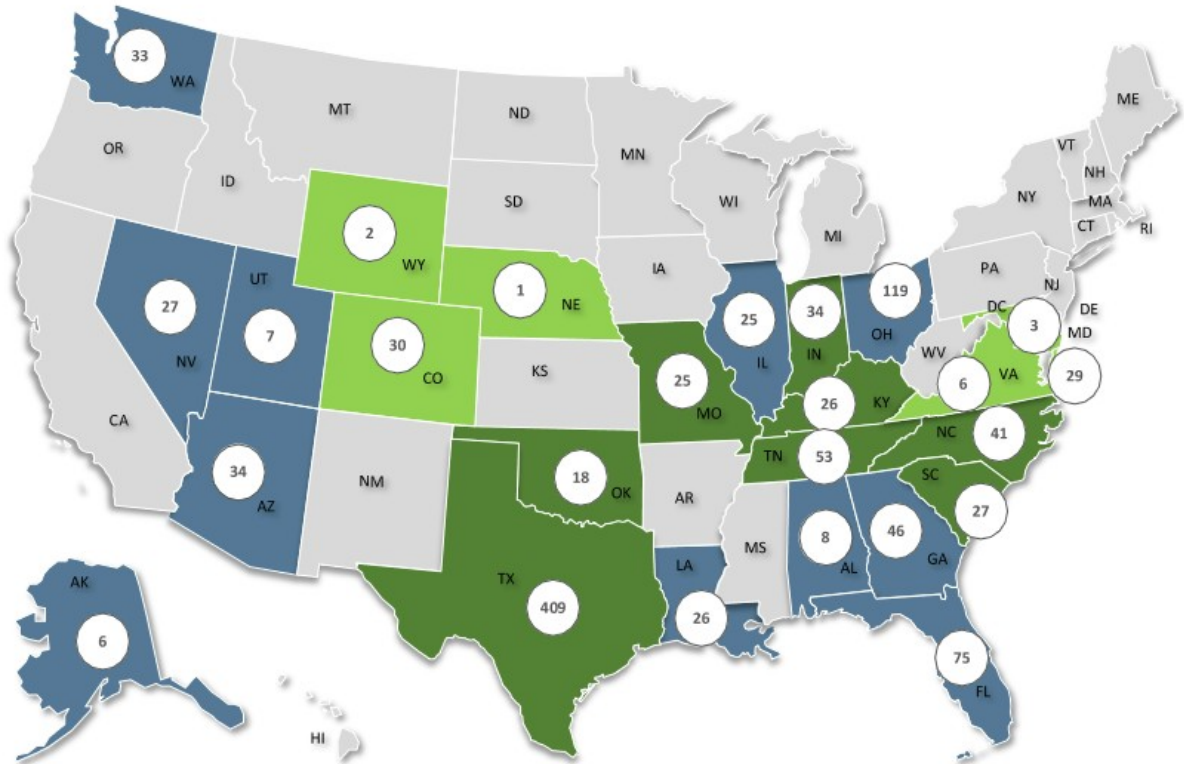 33
WA
MT
ND
ME
OR
MN
VT
ID
NH
SD
WI
NY
MA
2
MI
CT
RI
WY
UT
IA
PA
1
NE
119
NJ
27
DC
DE
25
34
3
MD
7
30
OH
WV
NV
IL
IN
VA
CO
KS
25
6
29
MO
26
KY
CA
NC
41
34
TN
53
NM
18
SC
AZ
OK
AR
27
MS
8
46
LA
AL
GA
AK
TX
409
26
6
75
FL
HI